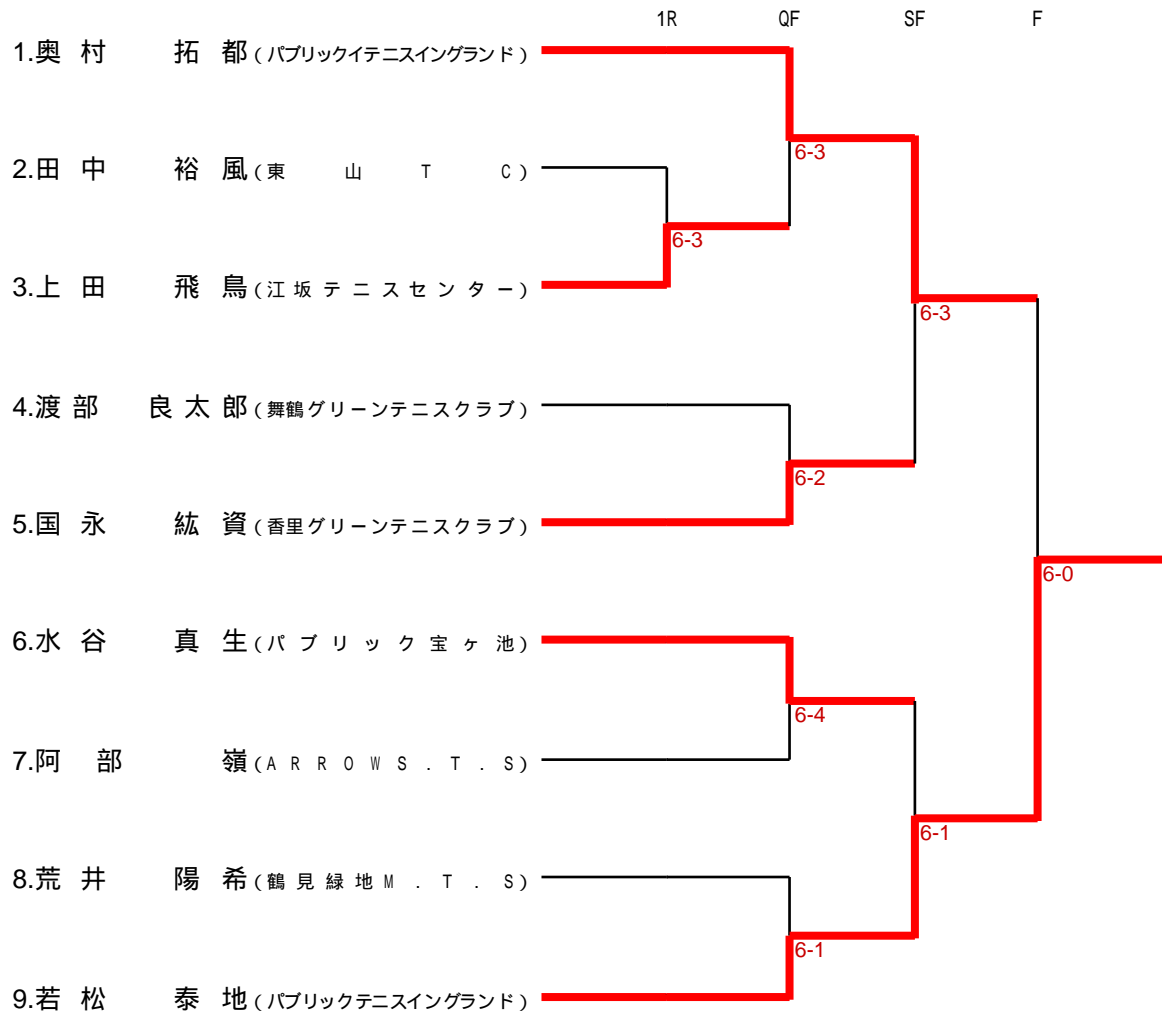 1R QF SF F
1.奥村 拓都(パブリックイテニスイングランド)
6-3
2.田中 裕風(東山TC)
6-3
3.上田 飛鳥(江坂テニスセンター)
6-3
4.渡部 良太郎(舞鶴グリーンテニスクラブ)
6-2
5.国永 紘資(香里グリーンテニスクラブ)
6-0
6.水谷 真生(パブリック宝ヶ池)
6-4
7.阿部 嶺(ARROWS.T.S)
6-1
8.荒井 陽希(鶴見緑地M.T.S)
6-1
9.若松 泰地(パブリックテニスイングランド)